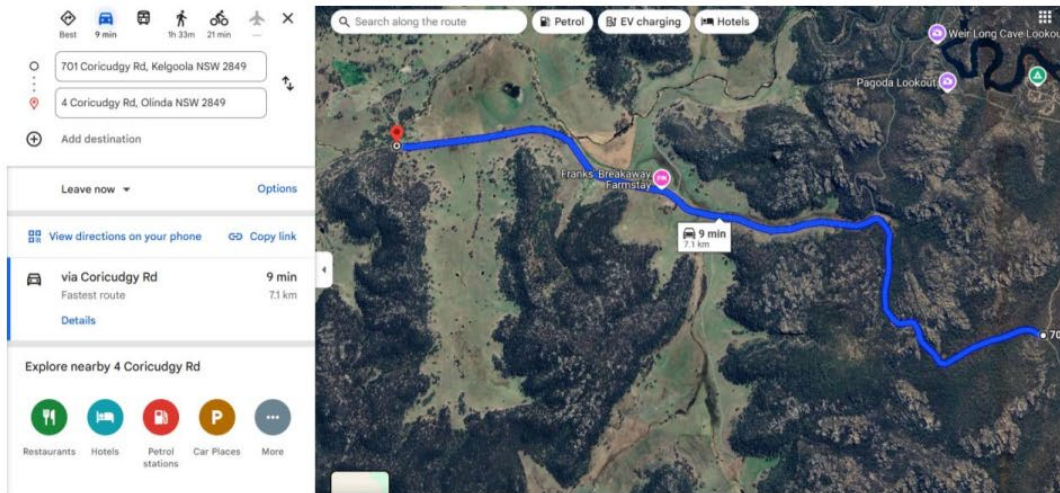 Best
9 min
1h 33m
21 min
701 Coricudgy Rd, Kelgoola NSW 2849
4 Coricudgy Rd, Olinda NSW 2849
Add destination
Leave now
Options
View directions on your phone
Copy link
via Coricudgy Rd
9 min
Fastest route
7.1 km
Details
Explore nearby 4 Coricudgy Rd
Restaurants
Hotels
Petrol
stations
Car Places
More
Search along the route
Petrol
EV charging
Hotels
Weir Long Cave Lookou
Pagoda Lookout
Franks Breakaway
Farmstay
9 min
7.1 km
70